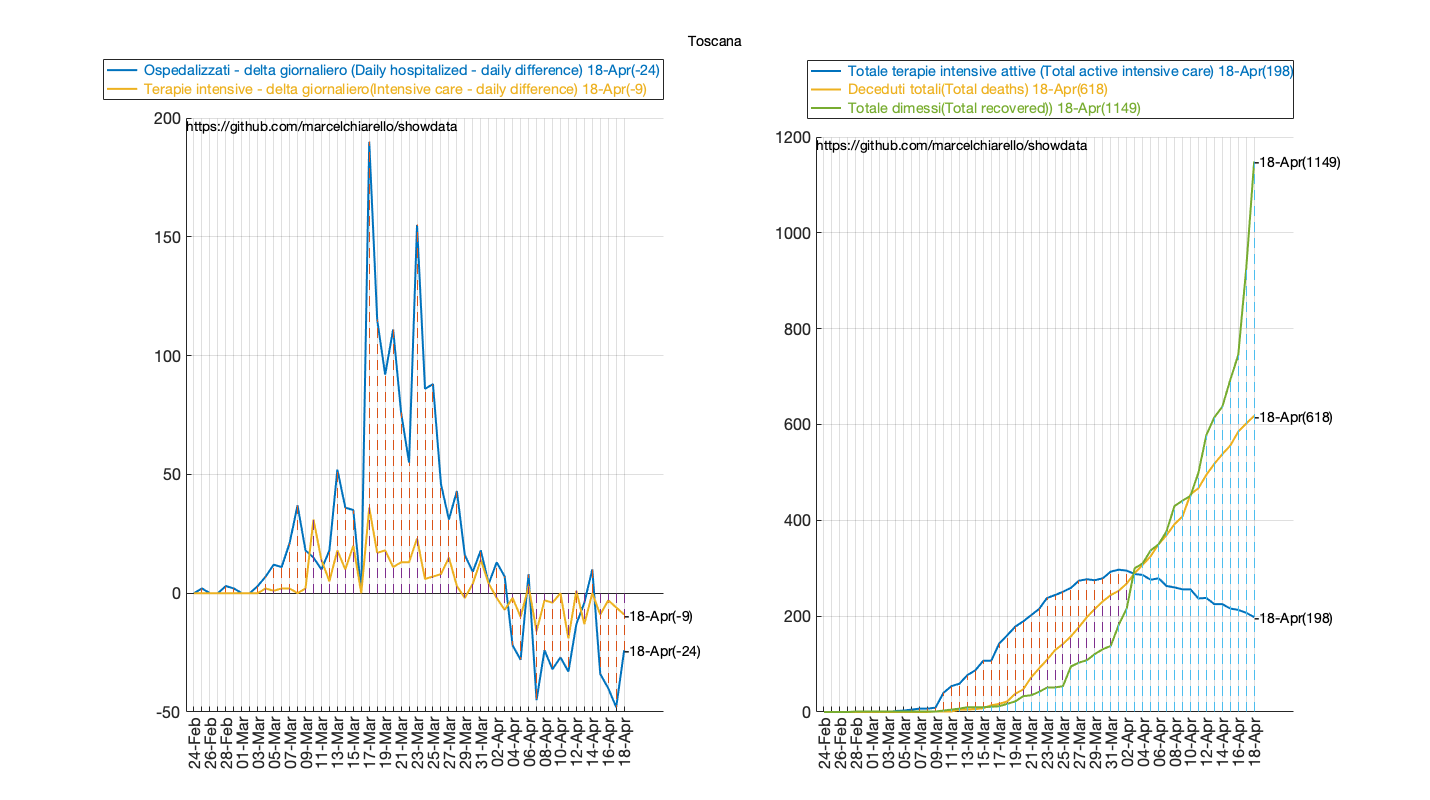 Toscana
Ospedalizzati - delta giornaliero (Daily hospitalized - daily difference) 18-Apr(-24)
Terapie intensive - delta giornaliero(Intensive care - daily difference) 18-Apr(-9)
https://github.com/marcelchiarello/showdata
200
150
100
50
0
-50
18-Apr(-9)
18-Apr(-24)
24-Feb
26-Feb
28-Feb
01-Mar
03-Mar
05-Mar
07-Mar
09-Mar
11-Mar
13-Mar
15-Mar
17-Mar
19-Mar
21-Mar
23-Mar
25-Mar
27-Mar
29-Mar
31-Mar
02-Apr
04-Apr
06-Apr
08-Apr
10-Apr
12-Apr
14-Apr
16-Apr
18-Apr
Totale terapie intensive attive (Total active intensive care) 18-Apr(198)
Deceduti totali(Total deaths) 18-Apr(618)
Totale dimessi(Total recovered)) 18-Apr(1149)
https://github.com/marcelchiarello/showdata
1200
1000
800
600
400
200
0
18-Apr(1149)
18-Apr(618)
18-Apr(198)
24-Feb
26-Feb
28-Feb
01-Mar
03-Mar
05-Mar
07-Mar
09-Mar
11-Mar
13-Mar
15-Mar
17-Mar
19-Mar
21-Mar
23-Mar
25-Mar
27-Mar
29-Mar
31-Mar
02-Apr
04-Apr
06-Apr
08-Apr
10-Apr
12-Apr
14-Apr
16-Apr
18-Apr